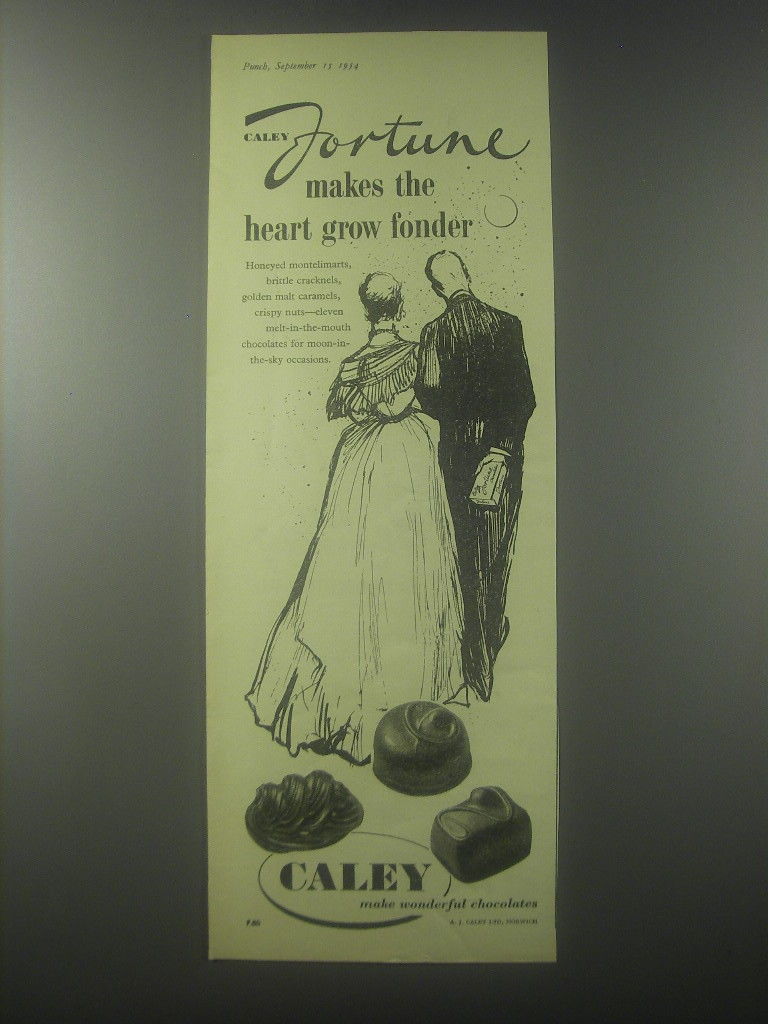 Punch, September 15 1954
CALEY Fortune
makes the
heart grow fonder
Honeyed montelimarts,
brittle cracknels,
golden malt caramels,
crispy nuts—eleven
melt-in-the-mouth
chocolates for moon-in-
the-sky occasions.
Fortune
CALEY
make wonderful chocolates
A. J. CALEY LTD, NORWICH